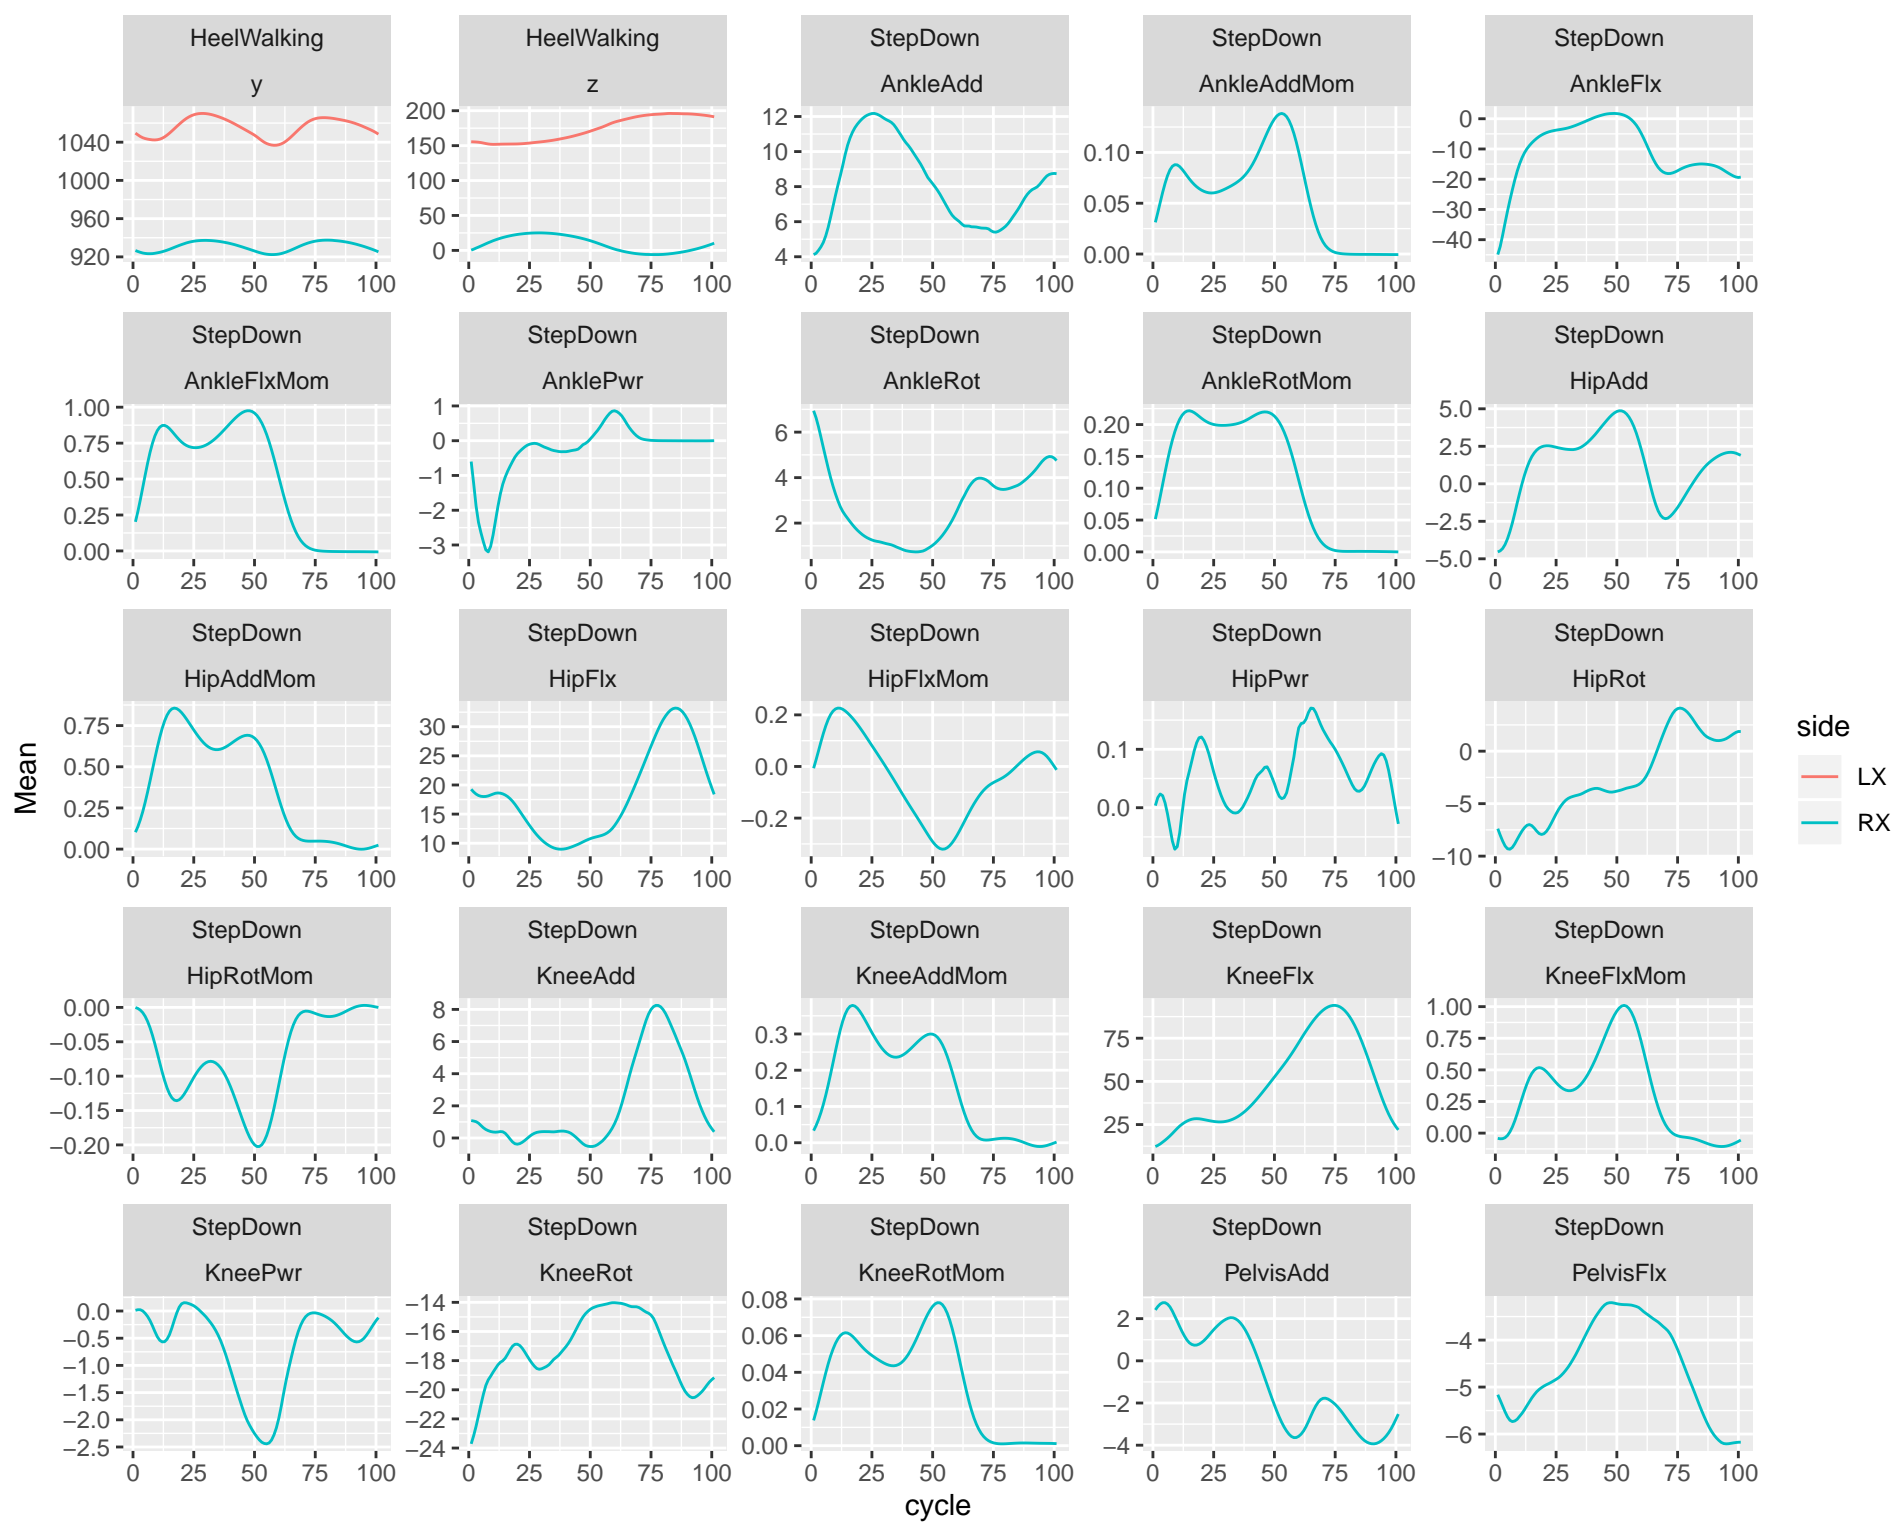 HeelWalking HeelWalking StepDown StepDown StepDown
y z AnkleAdd AnkleAddMom AnkleFlx
1040 1000 960 920
200 150 100 50 0
12 10 8 6 4
0.10 0.05 0.00
0 −10 −20 −30 −40
0 25 50 75 100 0 25 50 75 100 0 25 50 75 100 0 25 50 75 100 0 25 50 75 100
StepDown StepDown StepDown StepDown StepDown
AnkleFlxMom AnklePwr AnkleRot AnkleRotMom HipAdd
1.00 0.75 0.50 0.25 0.00
1 0 −1 −2 −3
6 4 2
0.20 0.15 0.10 0.05 0.00
5.0 2.5 0.0 −2.5 −5.0
0 25 50 75 100 0 25 50 75 100 0 25 50 75 100 0 25 50 75 100 0 25 50 75 100
StepDown StepDown StepDown StepDown StepDown
HipAddMom HipFlx HipFlxMom HipPwr HipRot
0.75 0.50 0.25 0.00
30 25 20 15 10
0.2 0.0 −0.2
0.1 0.0
0 −5 −10
0 25 50 75 100 0 25 50 75 100 0 25 50 75 100 0 25 50 75 100 0 25 50 75 100
StepDown StepDown StepDown StepDown StepDown
HipRotMom KneeAdd KneeAddMom KneeFlx KneeFlxMom
0.00 −0.05 −0.10 −0.15 −0.20
8 6 4 2 0
0.3 0.2 0.1 0.0
75 50 25
1.00 0.75 0.50 0.25 0.00
0 25 50 75 100 0 25 50 75 100 0 25 50 75 100 0 25 50 75 100 0 25 50 75 100
StepDown StepDown StepDown StepDown StepDown
KneePwr KneeRot KneeRotMom PelvisAdd PelvisFlx
0.0 −0.5 −1.0 −1.5 −2.0 −2.5
−14 −16 −18 −20 −22 −24
0.08 0.06 0.04 0.02 0.00
2 0 −2 −4
−4 −5 −6
0 25 50 75 100 0 25 50 75 100 0 25 50 75 100 0 25 50 75 100 0 25 50 75 100
cycle
Mean
side
LX
RX